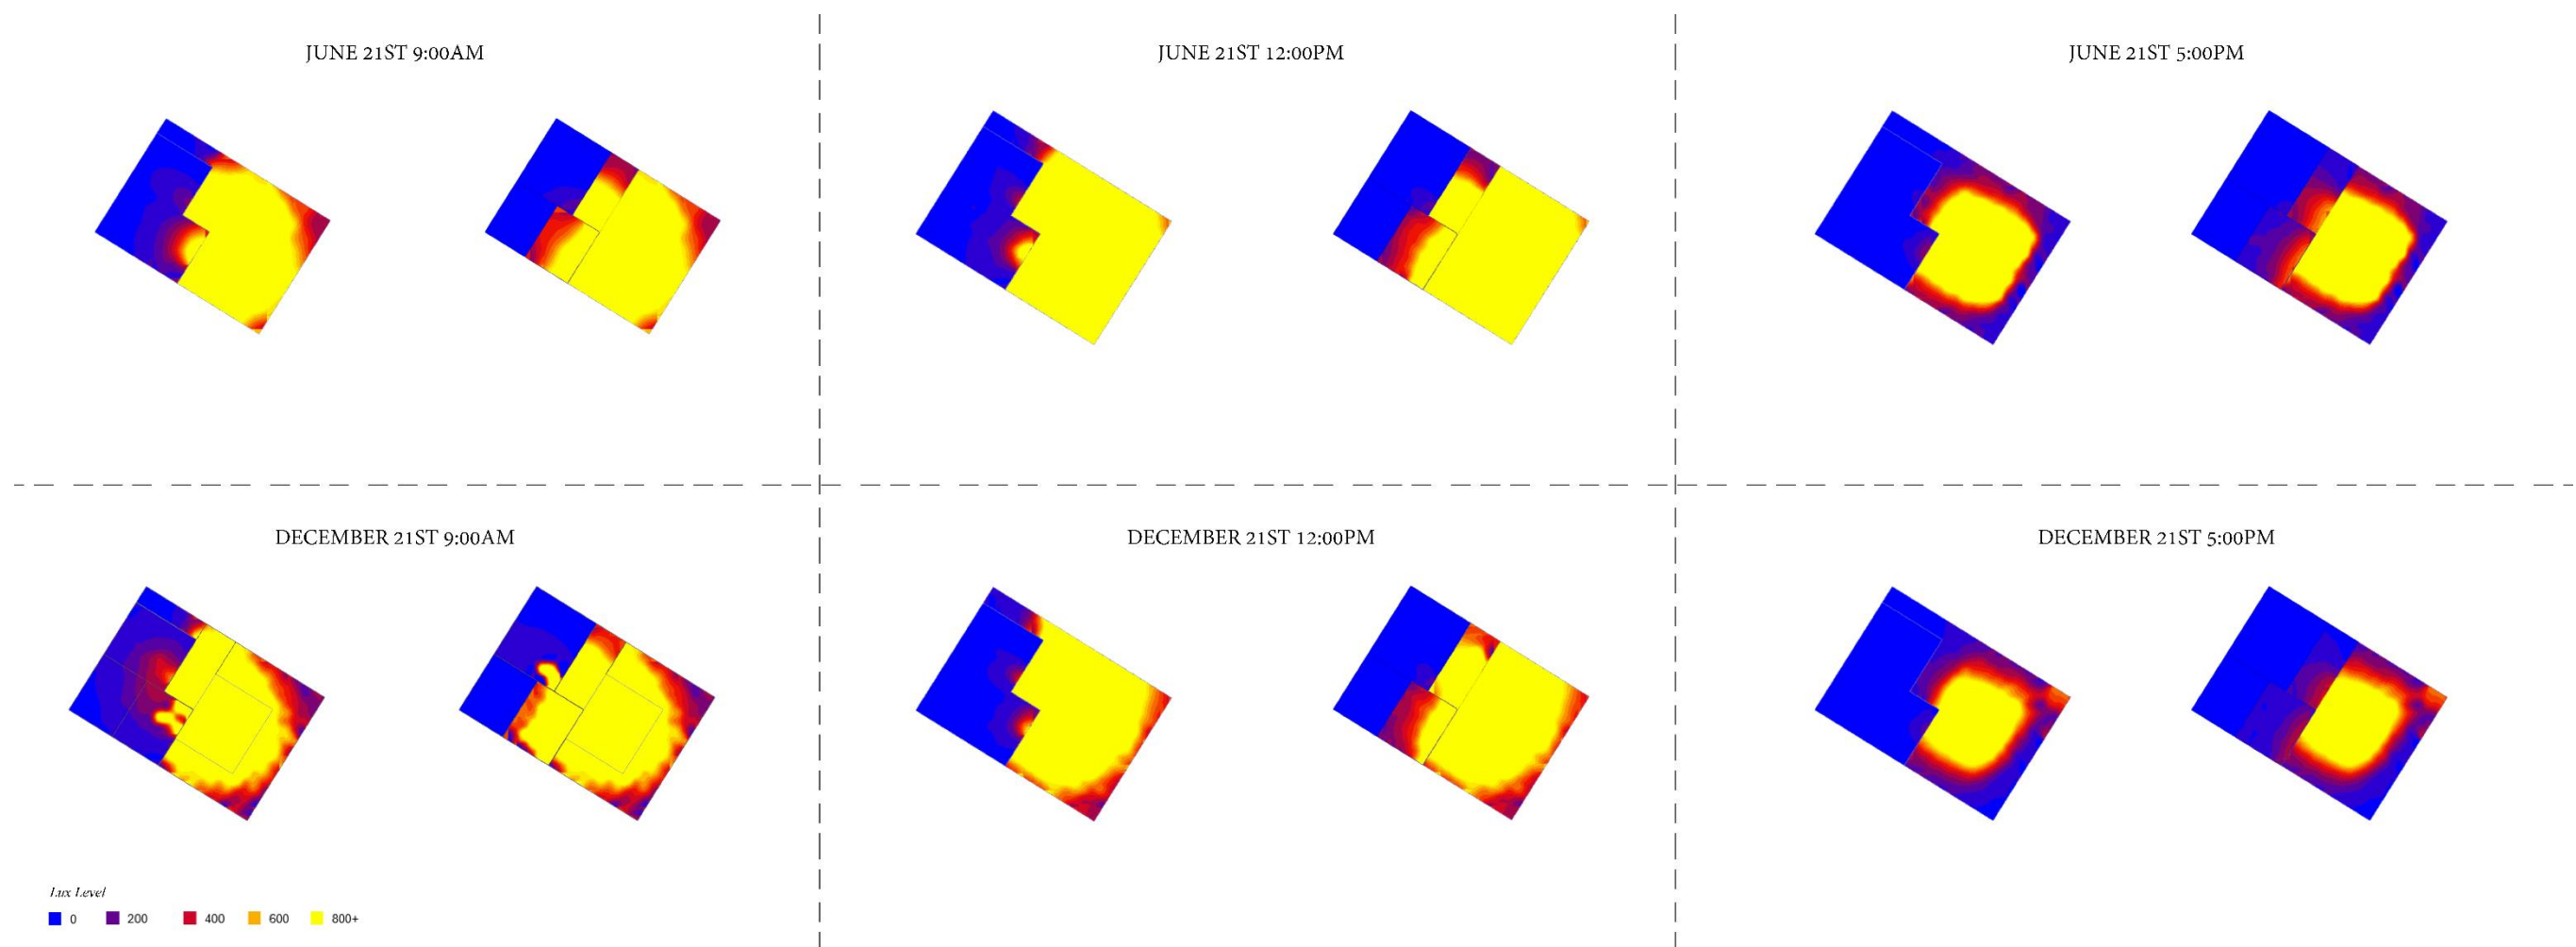 JUNE 21ST 9:00AM
JUNE 21ST 12:00PM
JUNE 21ST 5:00PM
DECEMBER 21ST 9:00AM
DECEMBER 21ST 12:00PM
DECEMBER 21ST 5:00PM
Lux Level
0 200 400 600 800+